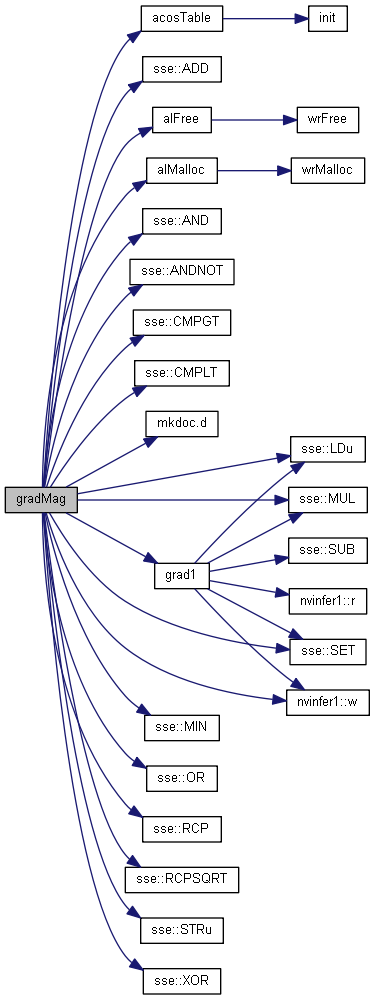 acosTable
init
sse::ADD
alFree
wrFree
alMalloc
wrMalloc
sse::AND
sse::ANDNOT
sse::CMPGT
sse::CMPLT
mkdoc.d
sse::LDu
gradMag
sse::MUL
sse::SUB
grad1
nvinfer1::r
sse::SET
nvinfer1::w
sse::MIN
sse::OR
sse::RCP
sse::RCPSQRT
sse::STRu
sse::XOR